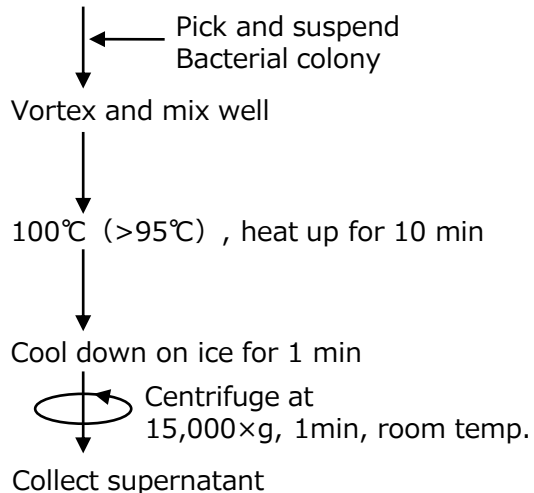 Pick and suspend
Bacterial colony
Vortex and mix well
100℃（>95℃）, heat up for 10 min
Cool down on ice for 1 min
Centrifuge at
15,000×g, 1min, room temp.
Collect supernatant